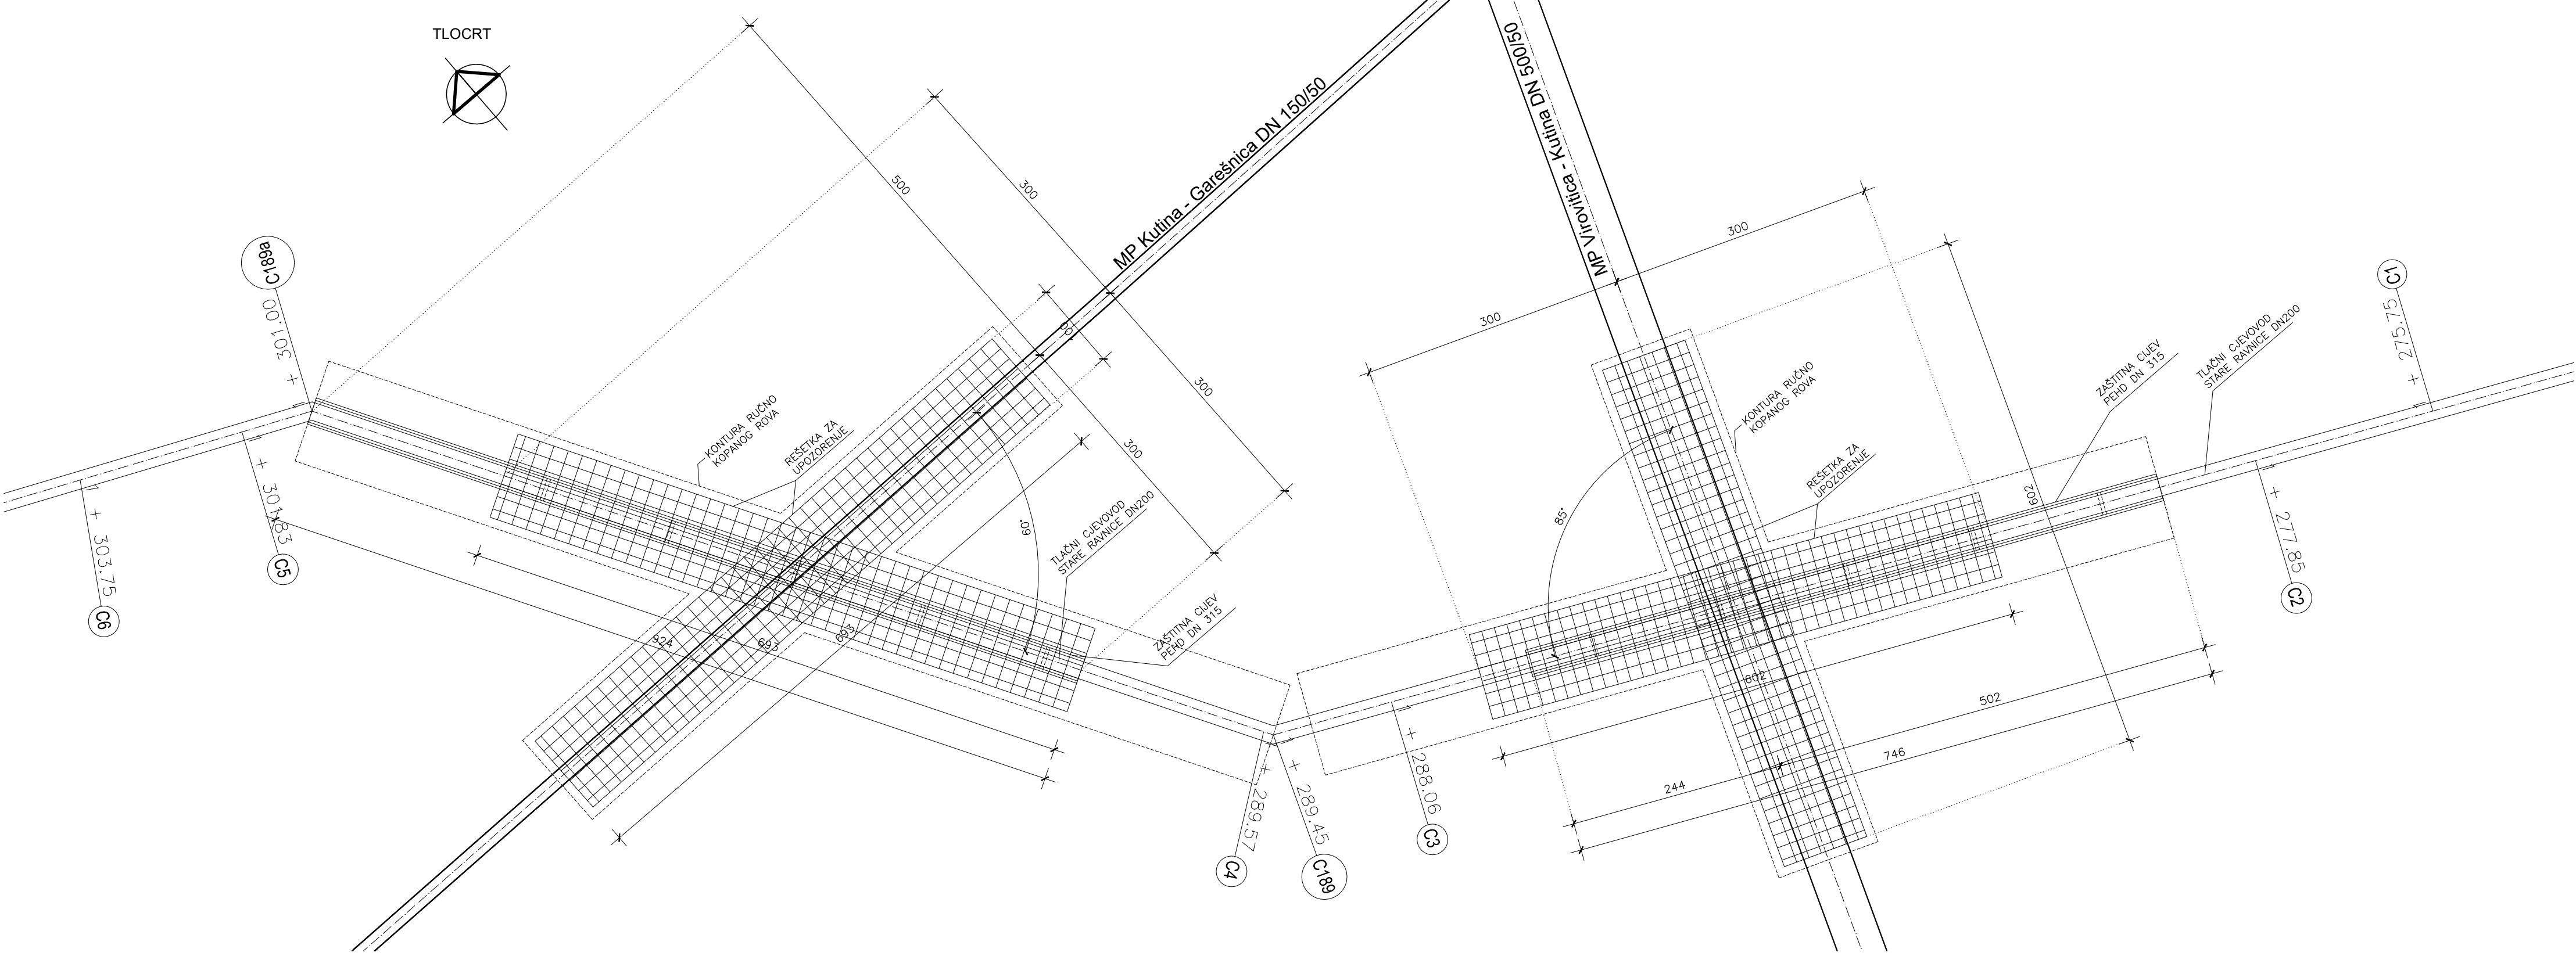 TLOCRT
500
300
MP Kutina - Garešnica DN 150/50
MP Virovitica - Kutina DN 500/50
300
300
C189a
301.00
C1
275.75
KONTURA RUČNO
KOPANOG ROVA
REŠETKA ZA
UPOZORENJE
300
300
60°
TLAČNI CJEVOVOD
STARE RAVNICE DN200
ZAŠTITNA CIJEV
PEHD DN 315
KONTURA RUČNO
KOPANOG ROVA
REŠETKA ZA
UPOZORENJE
85°
ZAŠTITNA CIJEV
PEHD DN 315
TLAČNI CJEVOVOD
STARE RAVNICE DN200
602
303.75
C6
301.83
C5
924
693
693
289.57
C4
289.45
C189
288.06
C3
602
502
746
244
277.85
C2